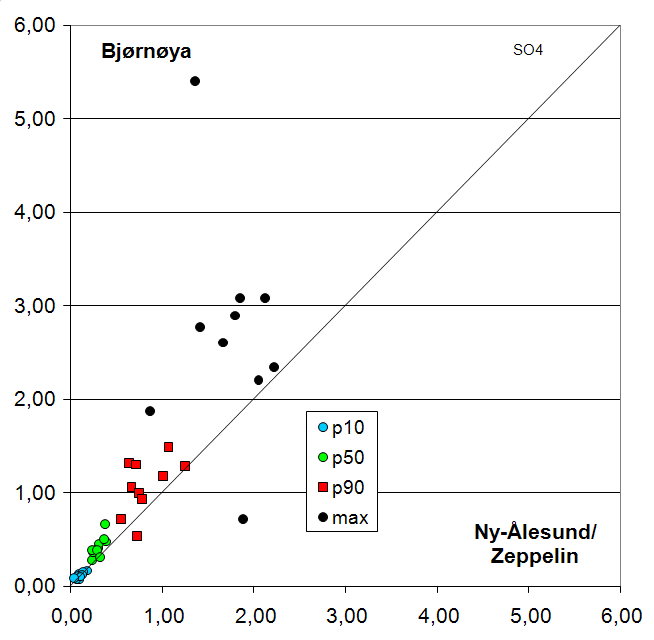 6,00
Bjørnøya
SO4
5,00
4,00
3,00
2,00
p10
p50
1,00
p90
max
Ny-Ålesund/
Zeppelin
0,00
0,00 1,00 2,00 3,00 4,00 5,00 6,00